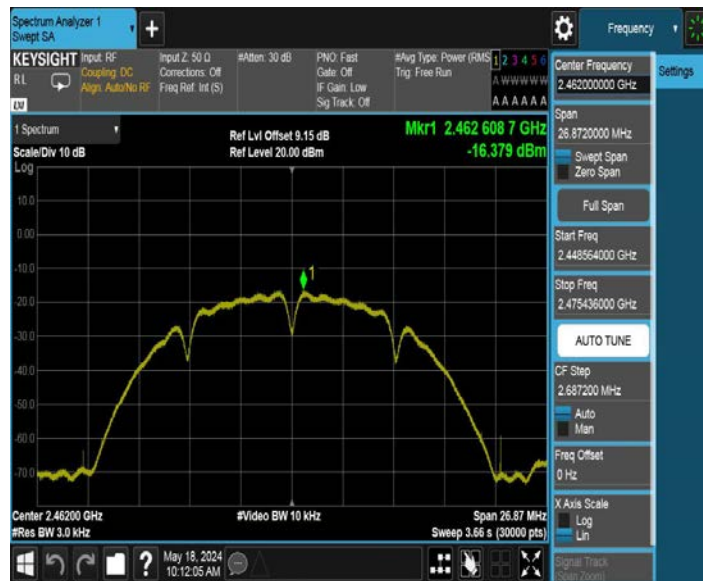 Spectrum Analyzer 1
Swept SA
+
Frequency
KEYSIGHT
RL
LXI
Input: RF
Coupling: DC
Align: Auto/No RF
Input Z: 50 Ω
Corrections: Off
Freq Ref: Int (S)
#Atten: 30 dB
PNO: Fast
Gate: Off
IF Gain: Low
Sig Track: Off
#Avg Type: Power (RMS
Trig: Free Run
1 2 3 4 5 6
A W W W W W
A A A A A A
Center Frequency
2.462000000 GHz
Settings
Span
26.8720000 MHz
Swept Span
Zero Span
Full Span
Start Freq
2.448564000 GHz
Stop Freq
2.475436000 GHz
AUTO TUNE
CF Step
2.687200 MHz
Auto
Man
Freq Offset
0 Hz
X Axis Scale
Log
Lin
Signal Track
(Span Zoom)
1 Spectrum
Scale/Div 10 dB
Log
Ref Lvl Offset 9.15 dB
Ref Level 20.00 dBm
Mkr1 2.462 608 7 GHz
-16.379 dBm
10.0
0.00
-10.0
1
-20.0
-30.0
-40.0
-50.0
-60.0
-70.0
Center 2.46200 GHz
#Res BW 3.0 kHz
#Video BW 10 kHz
Span 26.87 MHz
Sweep 3.66 s (30000 pts)
?
May 18, 2024
10:12:05 AM